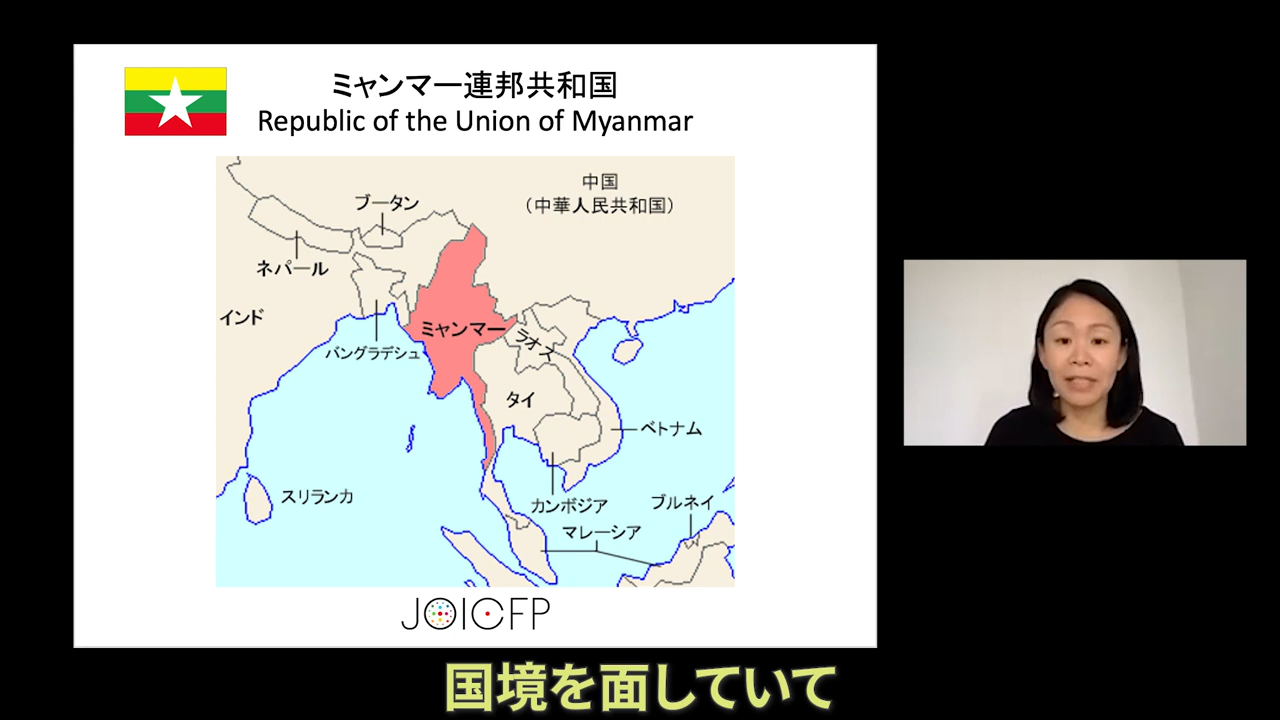 ミャンマー連邦共和国
Republic of the Union of Myanmar
中国
（中華人民共和国）
ブータン
ネパール
インド
ミャンマー
ラオス
バングラデシュ
タイ
ベトナム
スリランカ
カンボジア
ブルネイ
マレーシア
JOICFP
国境を面していて